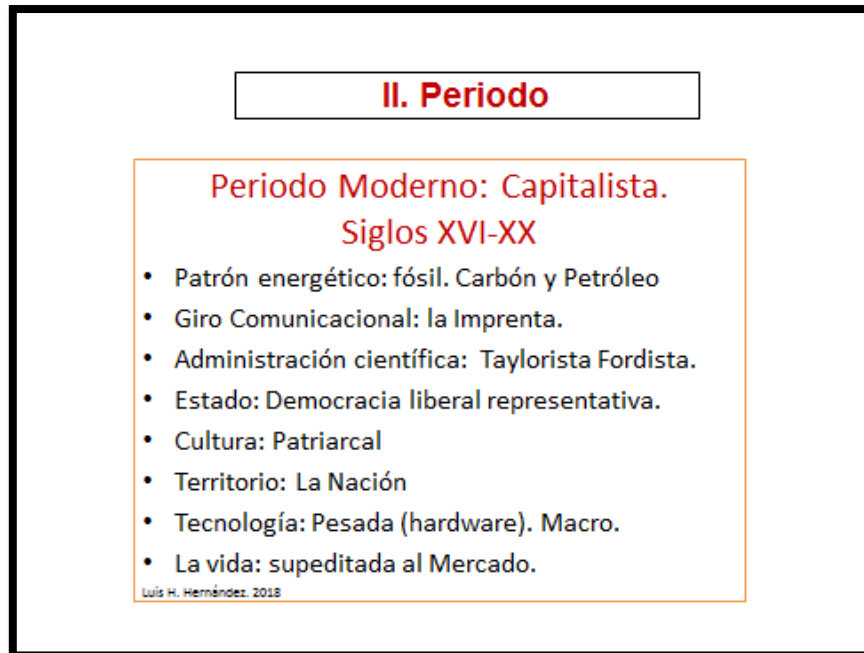 II. Periodo
Periodo Moderno: Capitalista.
Siglos XVI-XX
• Patrón energético: fósil. Carbón y Petróleo
• Giro Comunicacional: la Imprenta.
• Administración científica: Taylorista Fordista.
• Estado: Democracia liberal representativa.
• Cultura: Patriarcal
• Territorio: La Nación
• Tecnología: Pesada (hardware). Macro.
• La vida: supeditada al Mercado.
Luis H. Hernández. 2018